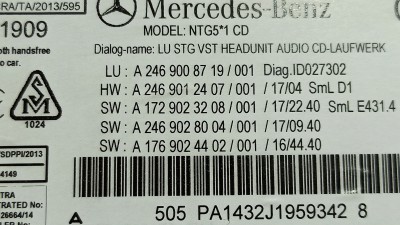 RA/TA/2013/595
Mercedes-Benz
1909
MODEL: NTG5*1 CD
oth handsfree
Dialog-name: LU STG VST HEADUNIT AUDIO CD-LAUFWERK
LU : A 246 900 87 19 / 001 Diag.ID027302
HW : A 246 901 24 07 / 001 / 17/04 SmL D1
SW : A 172 902 32 08 / 001 / 17/22.40 SmL E431.4
SW : A 246 902 80 04 / 001 / 17/09.40
SW : A 176 902 44 02 / 001 / 16/44.40
1024
SDPPI/2013
4149
TRA
TRATED No:
26664/14
DEALER No:
A
505 PA1432J1959342 8